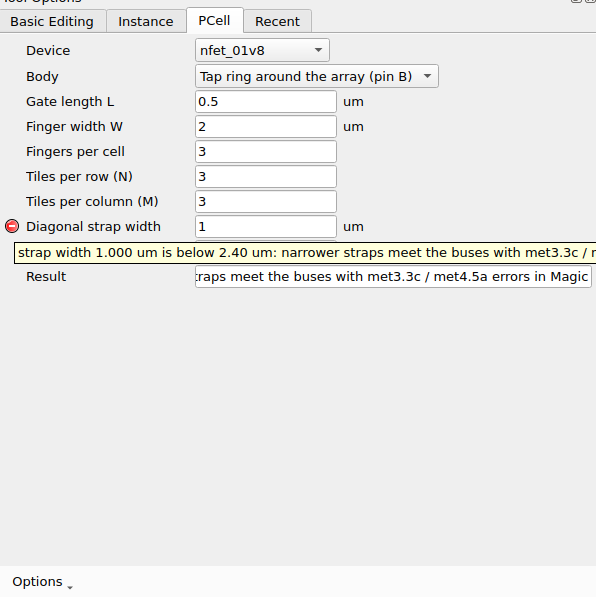 Tool Options
Basic Editing Instance PCell Recent
Device nfet_01v8
Body Tap ring around the array (pin B)
Gate length L 0.5 um
Finger width W 2 um
Fingers per cell 3
Tiles per row (N) 3
Tiles per column (M) 3
Diagonal strap width 1 um
strap width 1.000 um is below 2.40 um: narrower straps meet the buses with met3.3c /
Result traps meet the buses with met3.3c / met4.5a errors in Magic
Options